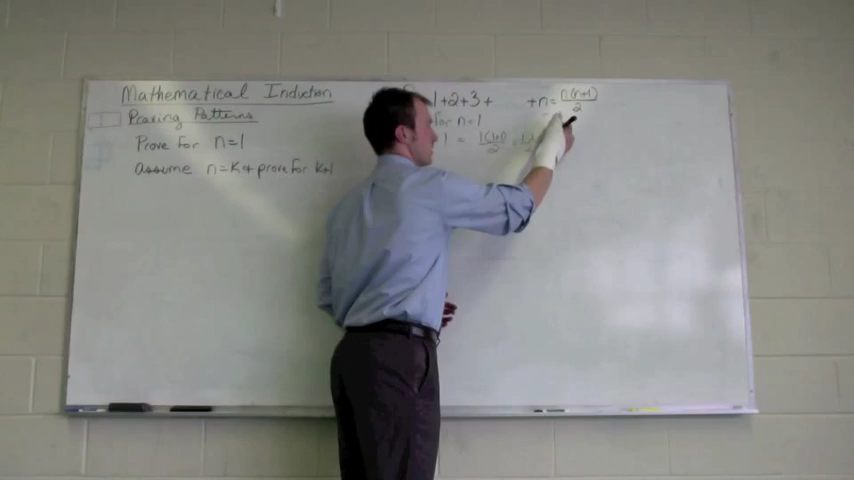 Mathematical Induction
Proving Patterns
Prove for n=1
assume n=k & prove for k+1
1+2+3+ +n= n(n+1)/2
for n=1
1 = 1(1+1)/2 =